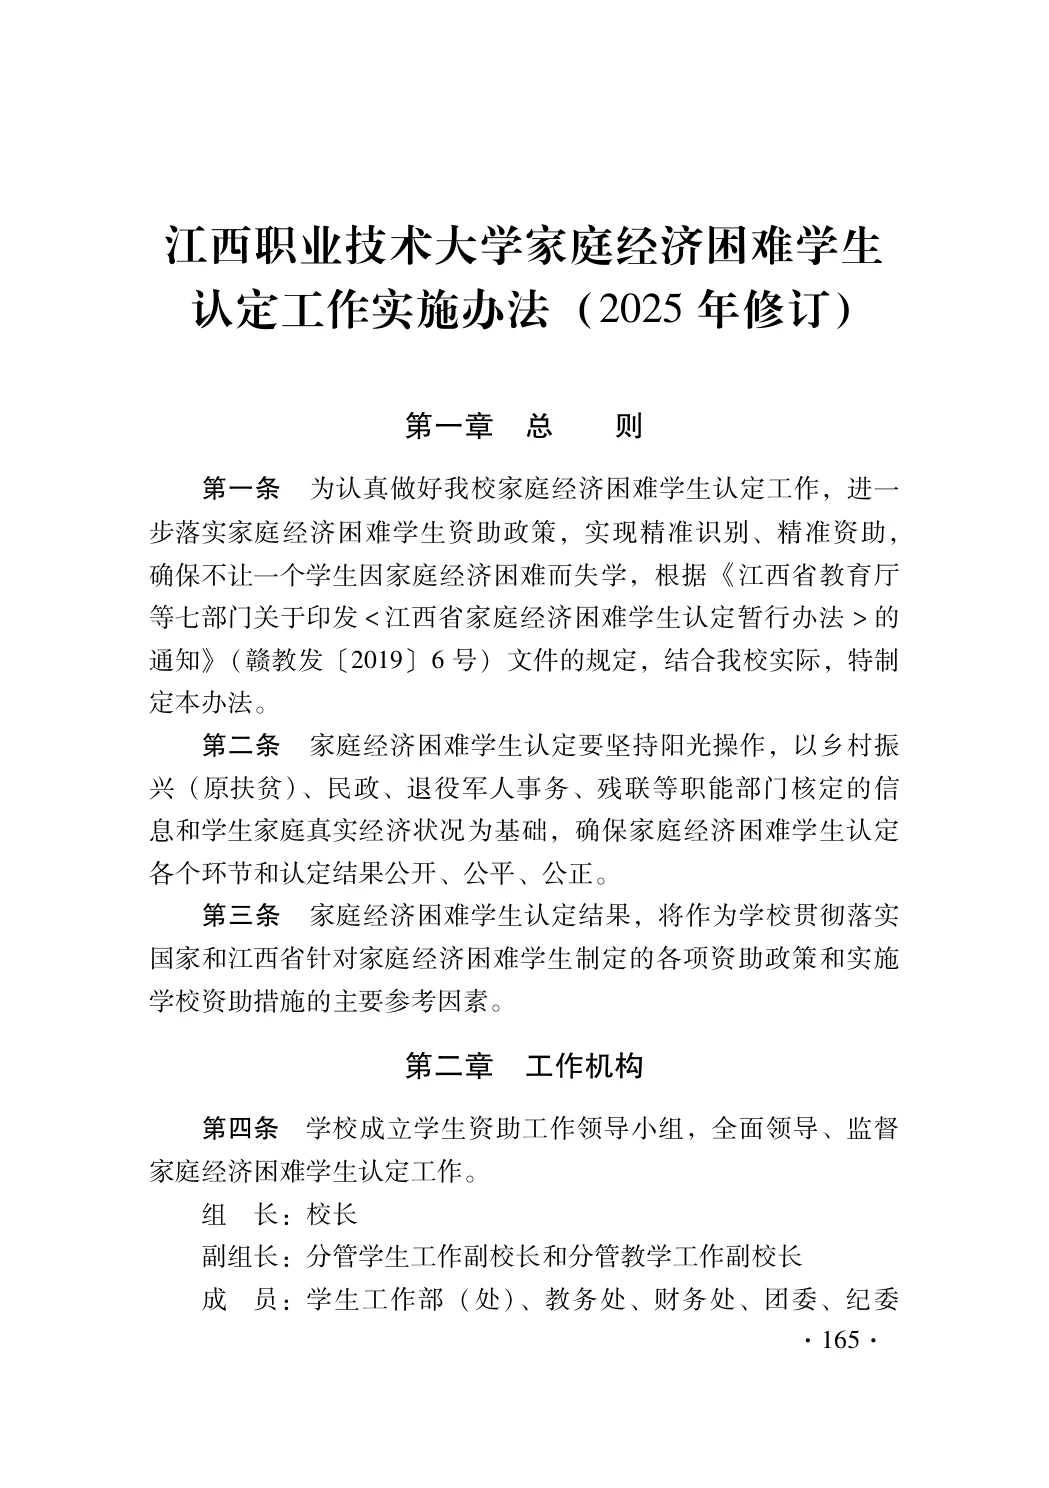 江西职业技术大学家庭经济困难学生
认定工作实施办法（2025 年修订）
第一章　总　　则
第一条　为认真做好我校家庭经济困难学生认定工作，进一
步落实家庭经济困难学生资助政策，实现精准识别、精准资助，
确保不让一个学生因家庭经济困难而失学，根据《江西省教育厅
等七部门关于印发＜江西省家庭经济困难学生认定暂行办法＞的
通知》（赣教发〔2019〕6 号）文件的规定，结合我校实际，特制
定本办法。
第二条　家庭经济困难学生认定要坚持阳光操作，以乡村振
兴（原扶贫）、民政、退役军人事务、残联等职能部门核定的信
息和学生家庭真实经济状况为基础，确保家庭经济困难学生认定
各个环节和认定结果公开、公平、公正。
第三条　家庭经济困难学生认定结果，将作为学校贯彻落实
国家和江西省针对家庭经济困难学生制定的各项资助政策和实施
学校资助措施的主要参考因素。
第二章　工作机构
第四条　学校成立学生资助工作领导小组，全面领导、监督
家庭经济困难学生认定工作。
组　长：校长
副组长：分管学生工作副校长和分管教学工作副校长
成　员：学生工作部（处）、教务处、财务处、团委、纪委
· 165 ·